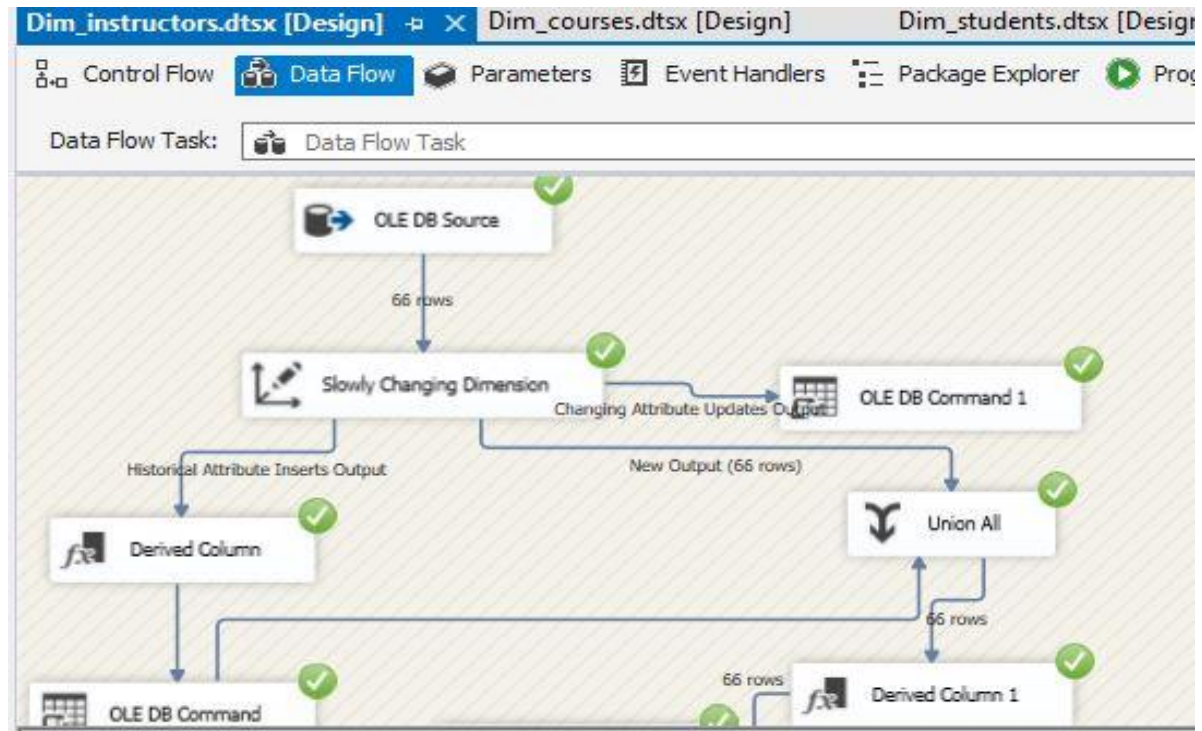 Dim_instructors.dtsx [Design] Dim_courses.dtsx [Design] Dim_students.dtsx [Desig
Control Flow Data Flow Parameters Event Handlers Package Explorer Prog
Data Flow Task: Data Flow Task
OLE DB Source
66 rows
Slowly Changing Dimension
OLE DB Command 1
Changing Attribute Updates Output
Historical Attribute Inserts Output
New Output (66 rows)
Union All
Derived Column
66 rows
66 rows
Derived Column 1
OLE DB Command